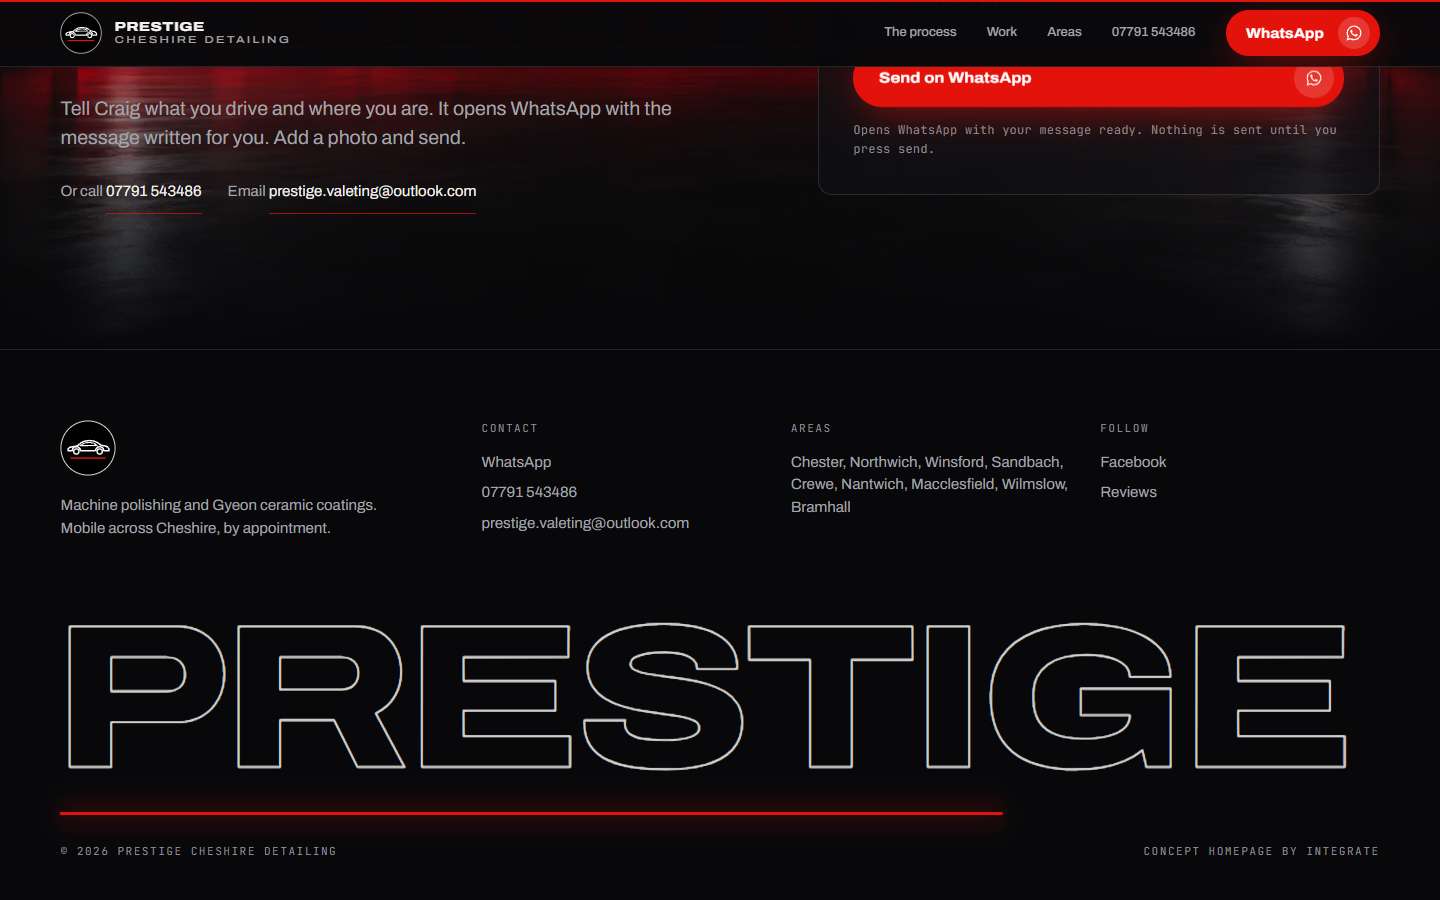 PRESTIGE
CHESHIRE DETAILING
The process
Work
Areas
07791 543486
WhatsApp
Tell Craig what you drive and where you are. It opens WhatsApp with the
message written for you. Add a photo and send.
Or call 07791 543486
Email prestige.valeting@outlook.com
Send on WhatsApp
Opens WhatsApp with your message ready. Nothing is sent until you
press send.
Machine polishing and Gyeon ceramic coatings.
Mobile across Cheshire, by appointment.
CONTACT
WhatsApp
07791 543486
prestige.valeting@outlook.com
AREAS
Chester, Northwich, Winsford, Sandbach,
Crewe, Nantwich, Macclesfield, Wilmslow,
Bramhall
FOLLOW
Facebook
Reviews
PRESTIGE
© 2026 PRESTIGE CHESHIRE DETAILING
CONCEPT HOMEPAGE BY INTEGRATE